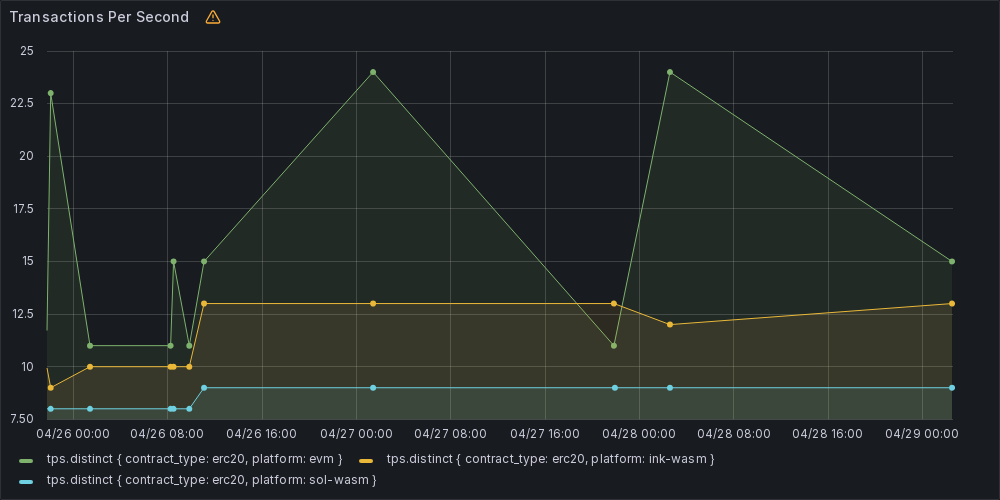 Transactions Per Second
25
22.5
20
17.5
15
12.5
10
7.50
04/26 00:00 04/26 08:00 04/26 16:00 04/27 00:00 04/27 08:00 04/27 16:00 04/28 00:00 04/28 08:00 04/28 16:00 04/29 00:00
tps.distinct { contract_type: erc20, platform: evm } tps.distinct { contract_type: erc20, platform: ink-wasm }
tps.distinct { contract_type: erc20, platform: sol-wasm }